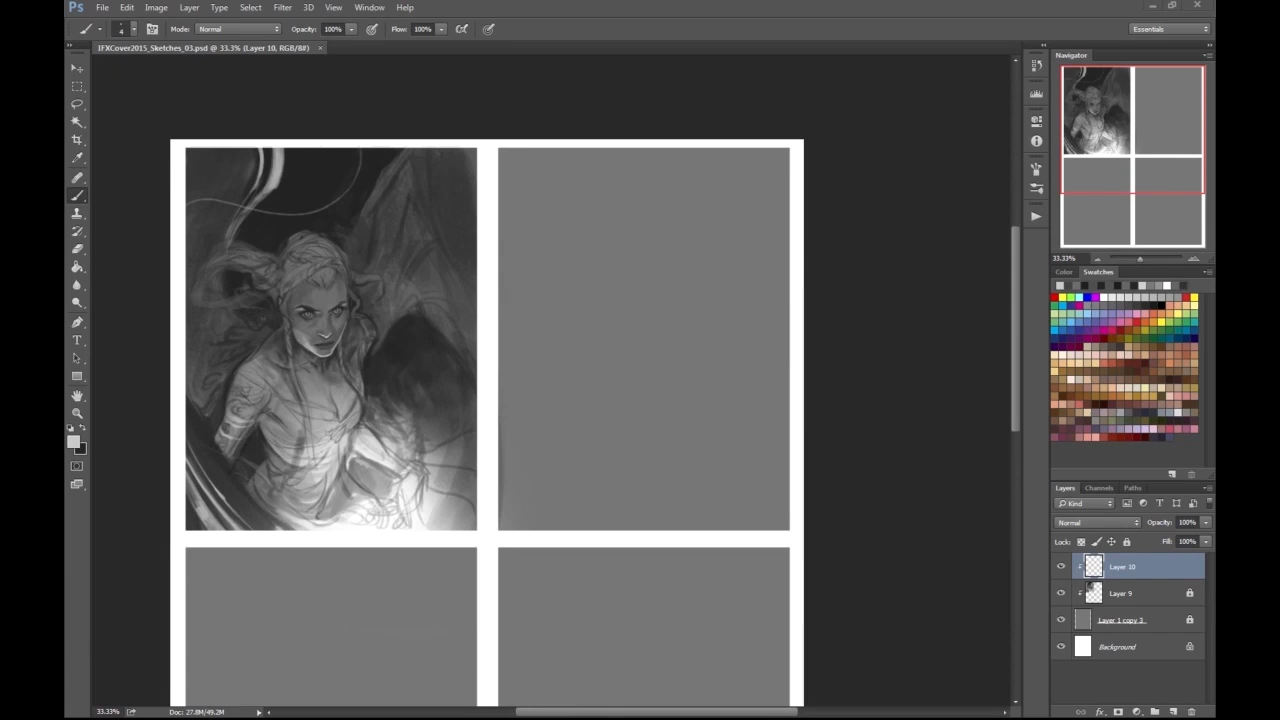 Ps File Edit Image Layer Type Select Filter 3D View Window Help
4 Mode: Normal Opacity: 100% Flow: 100% Essentials
IFXCover2015_Sketches_03.psd @ 33.3% (Layer 10, RGB/8#) ×
Navigator
33.33%
Color Swatches
Layers Channels Paths
Kind
Normal Opacity: 100%
Lock: Fill: 100%
Layer 10
Layer 9
Layer 1 copy 3
Background
33.33% Doc: 27.8M/49.2M